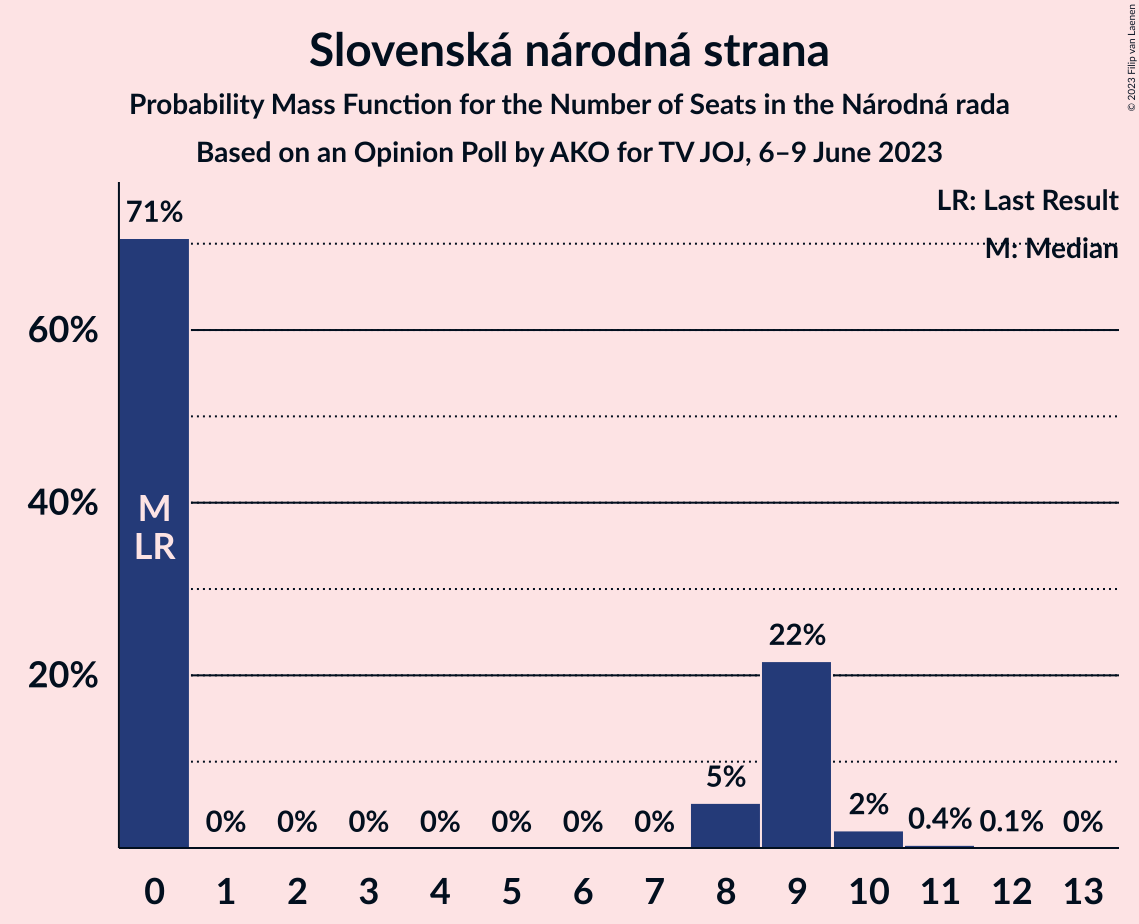 Slovenská národná strana
Probability Mass Function for the Number of Seats in the Národná rada
Based on an Opinion Poll by AKO for TV JOJ, 6–9 June 2023
© 2023 Filip van Laenen
LR: Last Result
M: Median
71%
60%
40%
20%
M
LR
0% 0% 0% 0% 0% 0% 0% 5% 22% 2% 0.4% 0.1% 0%
0 1 2 3 4 5 6 7 8 9 10 11 12 13